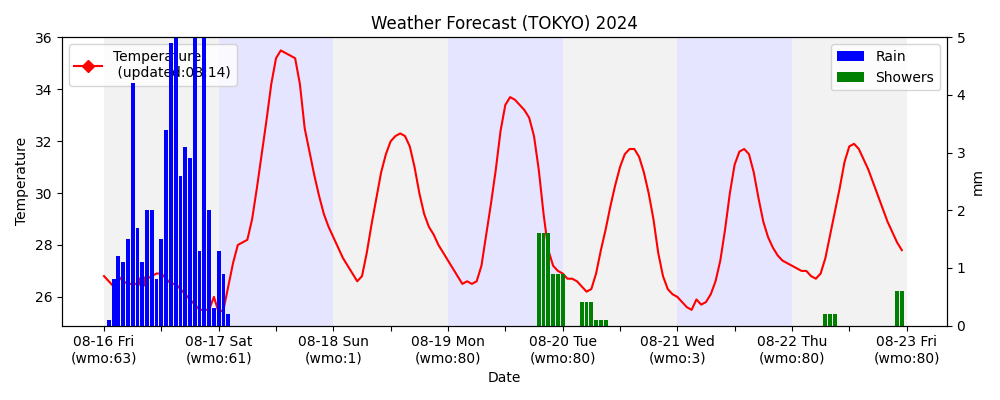 Weather Forecast (TOKYO) 2024
Temperature
(updated:08-14)
Rain
Showers
36
34
32
30
28
26
Temperature
5
4
3
2
1
0
mm
08-16 Fri
(wmo:63)
08-17 Sat
(wmo:61)
08-18 Sun
(wmo:1)
08-19 Mon
(wmo:80)
08-20 Tue
(wmo:80)
08-21 Wed
(wmo:3)
08-22 Thu
(wmo:80)
08-23 Fri
(wmo:80)
Date